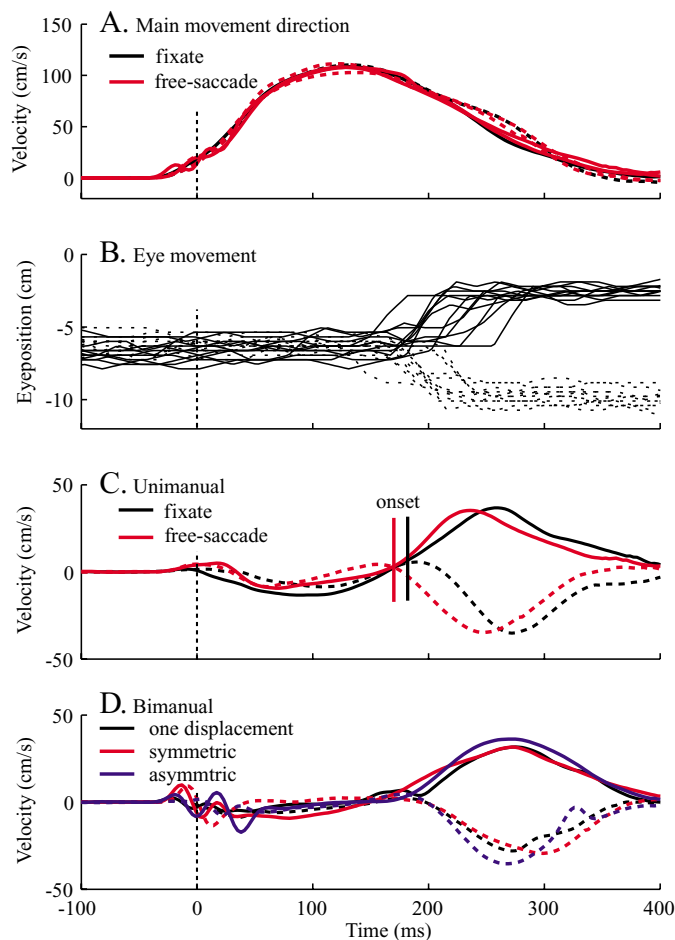 A. Main movement direction
fixate
free-saccade
Velocity (cm/s)
150
100
50
0
B. Eye movement
Eyeposition (cm)
0
-5
-10
C. Unimanual
fixate
free-saccade
onset
Velocity (cm/s)
50
0
-50
D. Bimanual
one displacement
symmetric
asymmtric
Velocity (cm/s)
50
0
-50
-100 0 100 200 300 400
Time (ms)